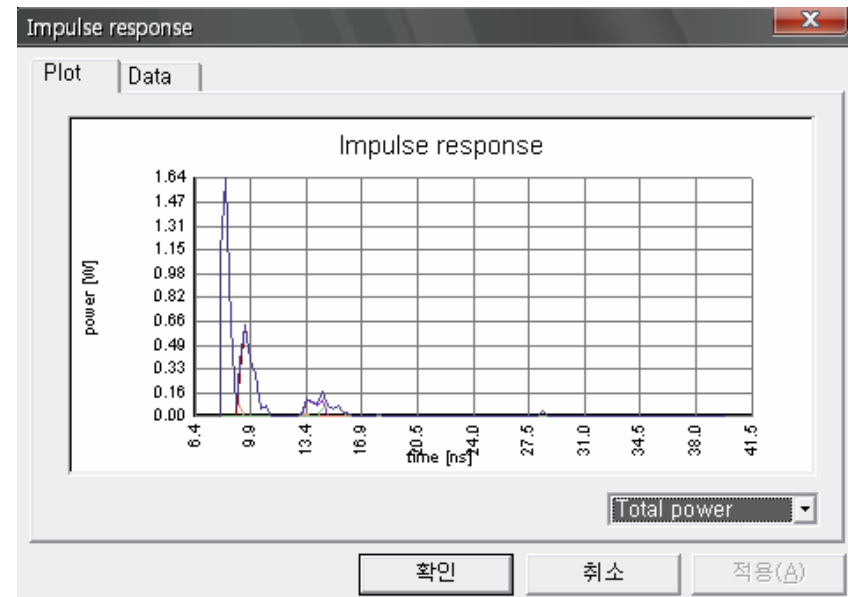 Impulse response
Plot Data
Impulse response
1.64
1.47
1.31
1.15
0.98
0.82
0.66
0.49
0.33
0.16
0.00
power [W]
6.4 9.9 13.4 16.9 20.5 24.0 27.5 31.0 34.5 38.0 41.5
time [ns]
Total power
확인 취소 적용(A)